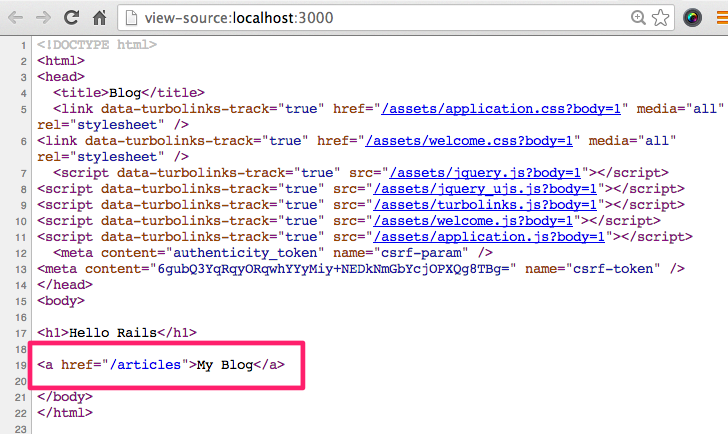 view-source:localhost:3000
1 <!DOCTYPE html>
2 <html>
3 <head>
4 <title>Blog</title>
5 <link data-turbolinks-track="true" href="/assets/application.css?body=1" media="all"
rel="stylesheet" />
6 <link data-turbolinks-track="true" href="/assets/welcome.css?body=1" media="all"
rel="stylesheet" />
7 <script data-turbolinks-track="true" src="/assets/jquery.js?body=1"></script>
8 <script data-turbolinks-track="true" src="/assets/jquery_ujs.js?body=1"></script>
9 <script data-turbolinks-track="true" src="/assets/turbolinks.js?body=1"></script>
10 <script data-turbolinks-track="true" src="/assets/welcome.js?body=1"></script>
11 <script data-turbolinks-track="true" src="/assets/application.js?body=1"></script>
12 <meta content="authenticity_token" name="csrf-param" />
13 <meta content="6gubQ3YqRqyORqwhYYyMiy+NEDkNmGbYcjOPXQg8TBg=" name="csrf-token" />
14 </head>
15 <body>
16
17 <h1>Hello Rails</h1>
18
19 <a href="/articles">My Blog</a>
20
21 </body>
22 </html>
23